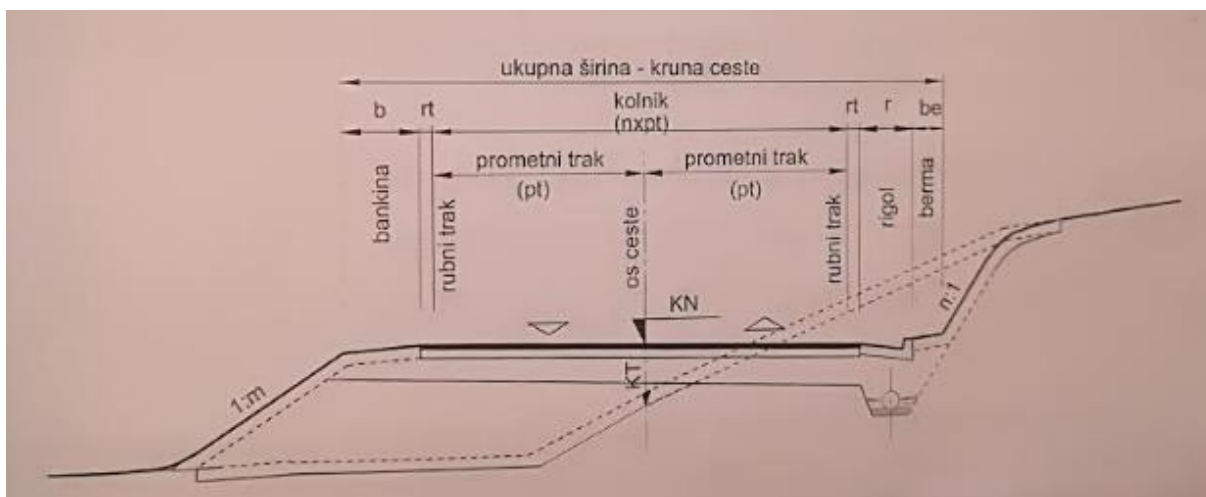 ukupna širina - kruna ceste
b
rt
kolnik
(nxpt)
rt
r
be
prometni trak
(pt)
prometni trak
(pt)
bankina
rubni trak
os ceste
rubni trak
rigol
berma
KN
KT
1:m
n:1